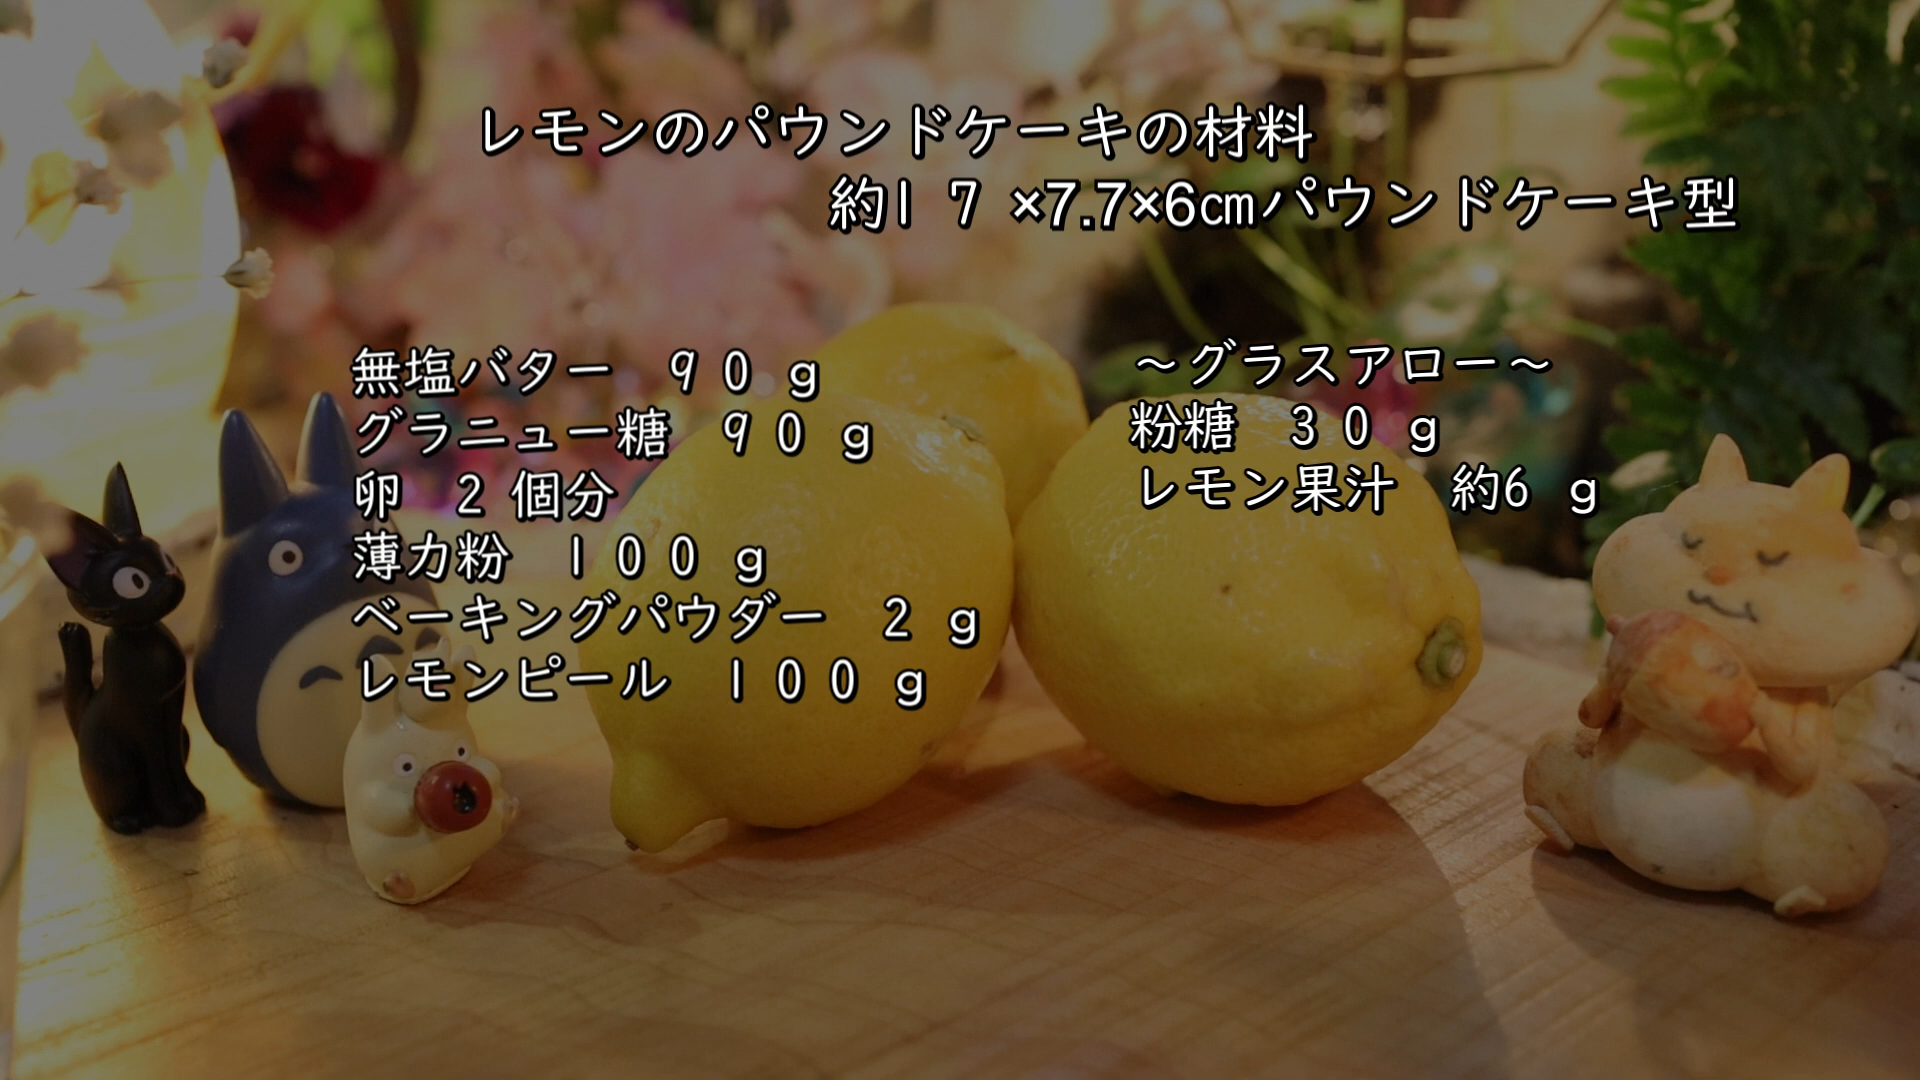 レモンのパウンドケーキの材料
約17×7.7×6㎝パウンドケーキ型
無塩バター　90g
グラニュー糖　90g
卵　2個分
薄力粉　100g
ベーキングパウダー　2g
レモンピール　100g
～グラスアロー～
粉糖　30g
レモン果汁　約6g